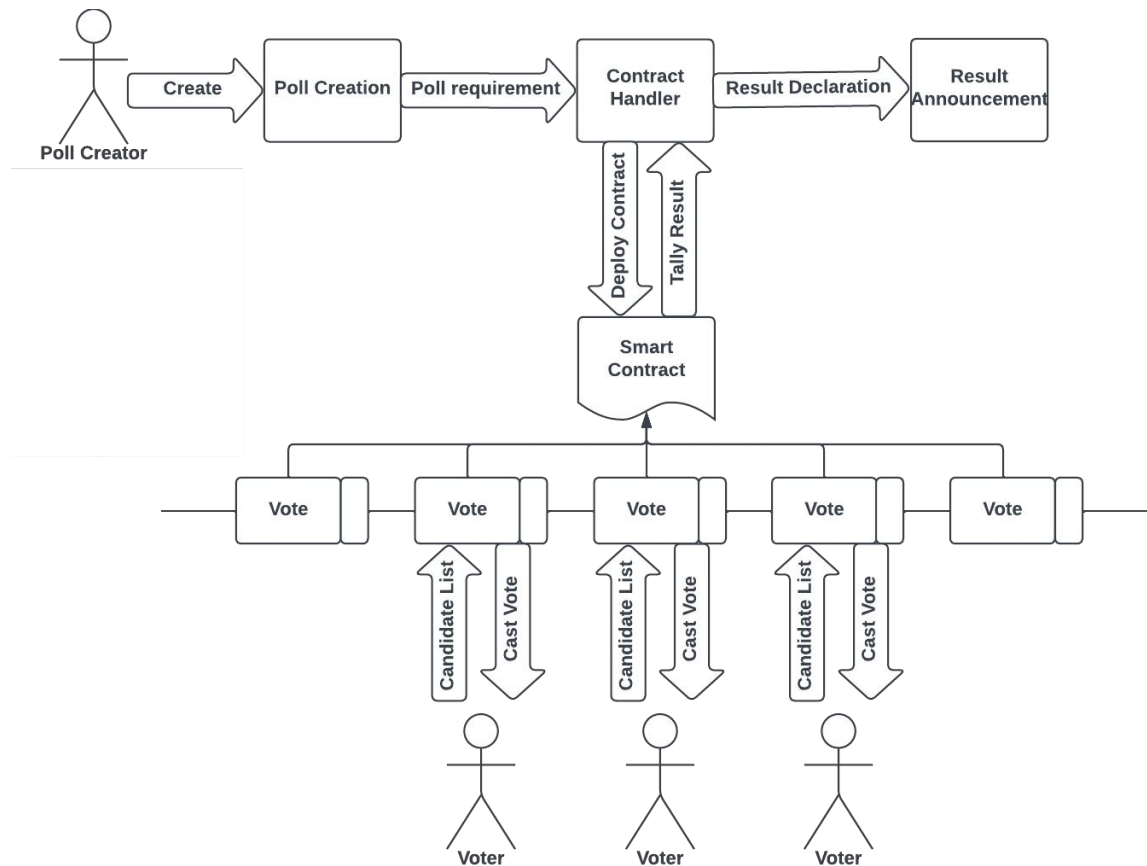 Create
Poll Creation
Poll requirement
Contract
Handler
Result Declaration
Result
Announcement
Poll Creator
Deploy Contract
Tally Result
Smart
Contract
Vote
Vote
Vote
Vote
Vote
Candidate List
Cast Vote
Candidate List
Cast Vote
Candidate List
Cast Vote
Voter
Voter
Voter